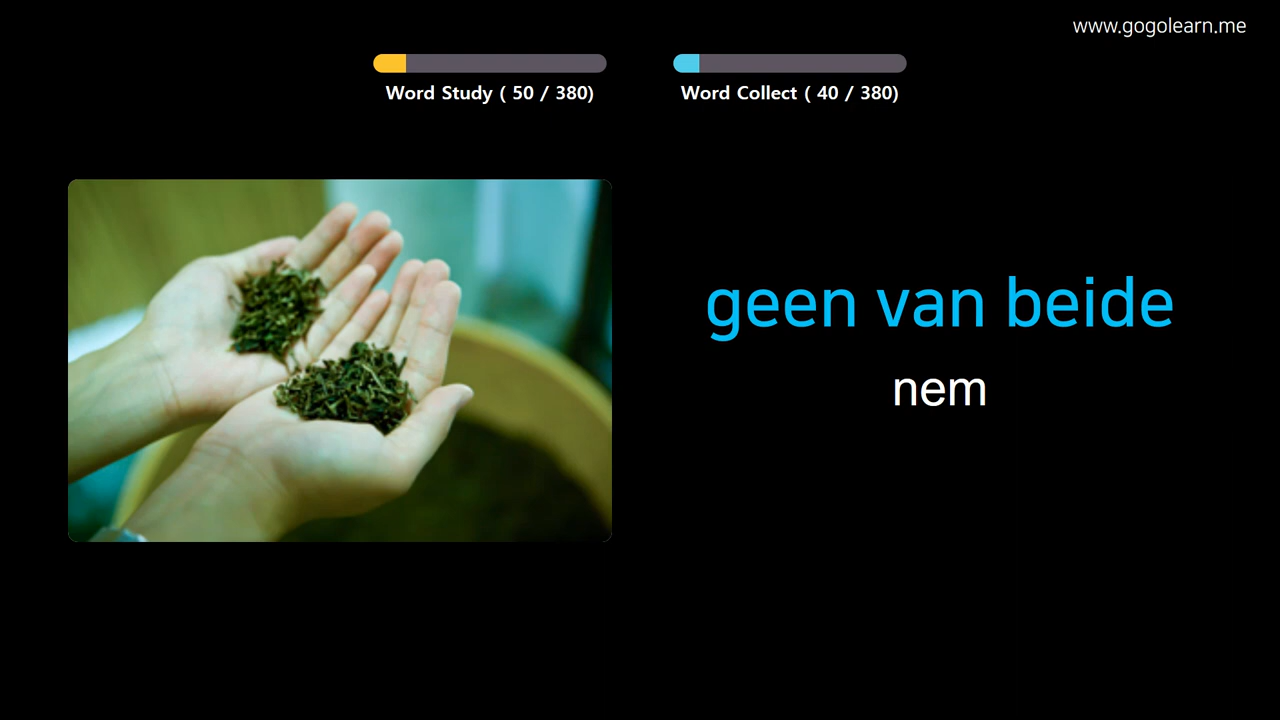 www.gogolearn.me
Word Study ( 50 / 380)
Word Collect ( 40 / 380)
geen van beide
nem